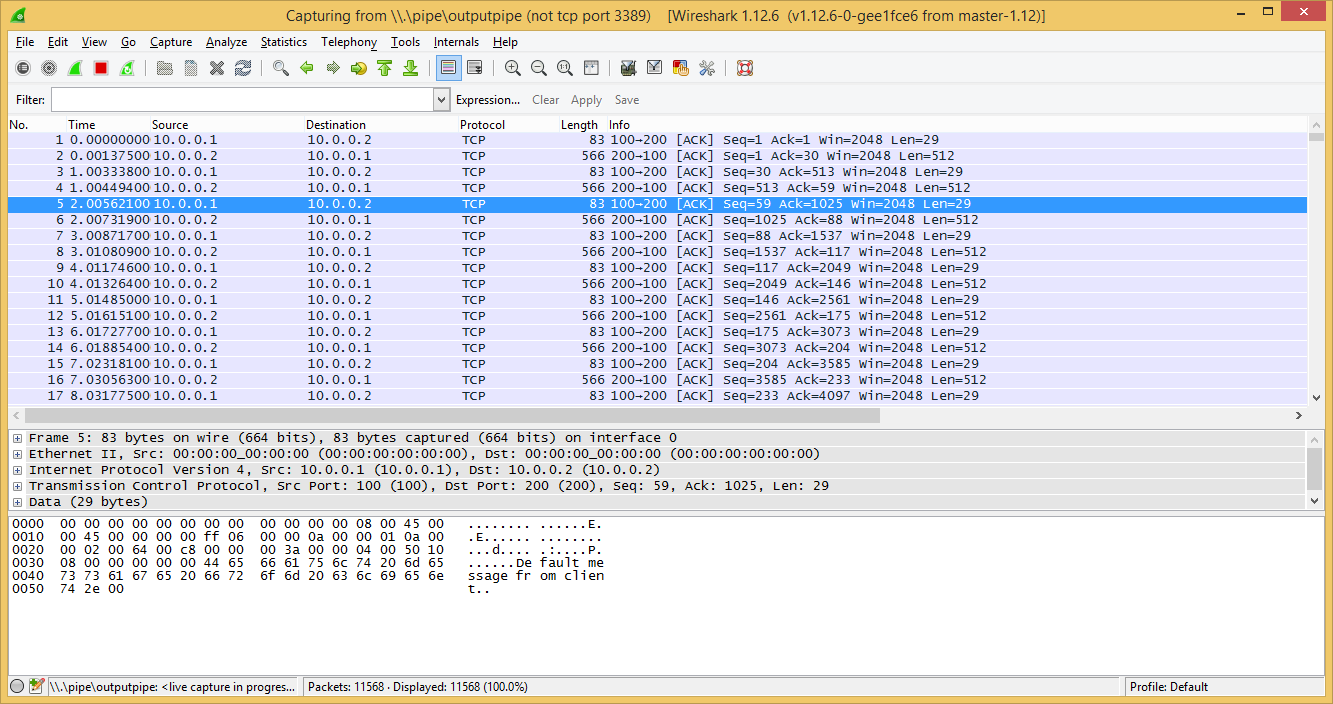 Capturing from \\.\pipe\outputpipe (not tcp port 3389) [Wireshark 1.12.6 (v1.12.6-0-gee1fce6 from master-1.12)]
File Edit View Go Capture Analyze Statistics Telephony Tools Internals Help
Filter: Expression... Clear Apply Save
No. Time Source Destination Protocol Length Info
1 0.00000000 10.0.0.1 10.0.0.2 TCP 83 100→200 [ACK] Seq=1 Ack=1 Win=2048 Len=29
2 0.00137500 10.0.0.2 10.0.0.1 TCP 566 200→100 [ACK] Seq=1 Ack=30 Win=2048 Len=512
3 1.00333800 10.0.0.1 10.0.0.2 TCP 83 100→200 [ACK] Seq=30 Ack=513 Win=2048 Len=29
4 1.00449400 10.0.0.2 10.0.0.1 TCP 566 200→100 [ACK] Seq=513 Ack=59 Win=2048 Len=512
5 2.00562100 10.0.0.1 10.0.0.2 TCP 83 100→200 [ACK] Seq=59 Ack=1025 Win=2048 Len=29
6 2.00731900 10.0.0.2 10.0.0.1 TCP 566 200→100 [ACK] Seq=1025 Ack=88 Win=2048 Len=512
7 3.00871700 10.0.0.1 10.0.0.2 TCP 83 100→200 [ACK] Seq=88 Ack=1537 Win=2048 Len=29
8 3.01080900 10.0.0.2 10.0.0.1 TCP 566 200→100 [ACK] Seq=1537 Ack=117 Win=2048 Len=512
9 4.01174600 10.0.0.1 10.0.0.2 TCP 83 100→200 [ACK] Seq=117 Ack=2049 Win=2048 Len=29
10 4.01326400 10.0.0.2 10.0.0.1 TCP 566 200→100 [ACK] Seq=2049 Ack=146 Win=2048 Len=512
11 5.01485000 10.0.0.1 10.0.0.2 TCP 83 100→200 [ACK] Seq=146 Ack=2561 Win=2048 Len=29
12 5.01615100 10.0.0.2 10.0.0.1 TCP 566 200→100 [ACK] Seq=2561 Ack=175 Win=2048 Len=512
13 6.01727700 10.0.0.1 10.0.0.2 TCP 83 100→200 [ACK] Seq=175 Ack=3073 Win=2048 Len=29
14 6.01885400 10.0.0.2 10.0.0.1 TCP 566 200→100 [ACK] Seq=3073 Ack=204 Win=2048 Len=512
15 7.02318100 10.0.0.1 10.0.0.2 TCP 83 100→200 [ACK] Seq=204 Ack=3585 Win=2048 Len=29
16 7.03056300 10.0.0.2 10.0.0.1 TCP 566 200→100 [ACK] Seq=3585 Ack=233 Win=2048 Len=512
17 8.03177500 10.0.0.1 10.0.0.2 TCP 83 100→200 [ACK] Seq=233 Ack=4097 Win=2048 Len=29
Frame 5: 83 bytes on wire (664 bits), 83 bytes captured (664 bits) on interface 0
Ethernet II, Src: 00:00:00_00:00:00 (00:00:00:00:00:00), Dst: 00:00:00_00:00:00 (00:00:00:00:00:00)
Internet Protocol Version 4, Src: 10.0.0.1 (10.0.0.1), Dst: 10.0.0.2 (10.0.0.2)
Transmission Control Protocol, Src Port: 100 (100), Dst Port: 200 (200), Seq: 59, Ack: 1025, Len: 29
Data (29 bytes)
0000 00 00 00 00 00 00 00 00 00 00 00 00 08 00 45 00 ........ ......E.
0010 00 45 00 00 00 00 ff 06 00 00 0a 00 00 01 0a 00 .E...... ........
0020 00 02 00 64 00 c8 00 00 00 3a 00 00 04 00 50 10 ...d.... .:....P.
0030 08 00 00 00 00 00 44 65 66 61 75 6c 74 20 6d 65 ......De fault me
0040 73 73 61 67 65 20 66 72 6f 6d 20 63 6c 69 65 6e ssage fr om clien
0050 74 2e 00 t..
\\.\pipe\outputpipe: <live capture in progres... Packets: 11568 · Displayed: 11568 (100.0%) Profile: Default